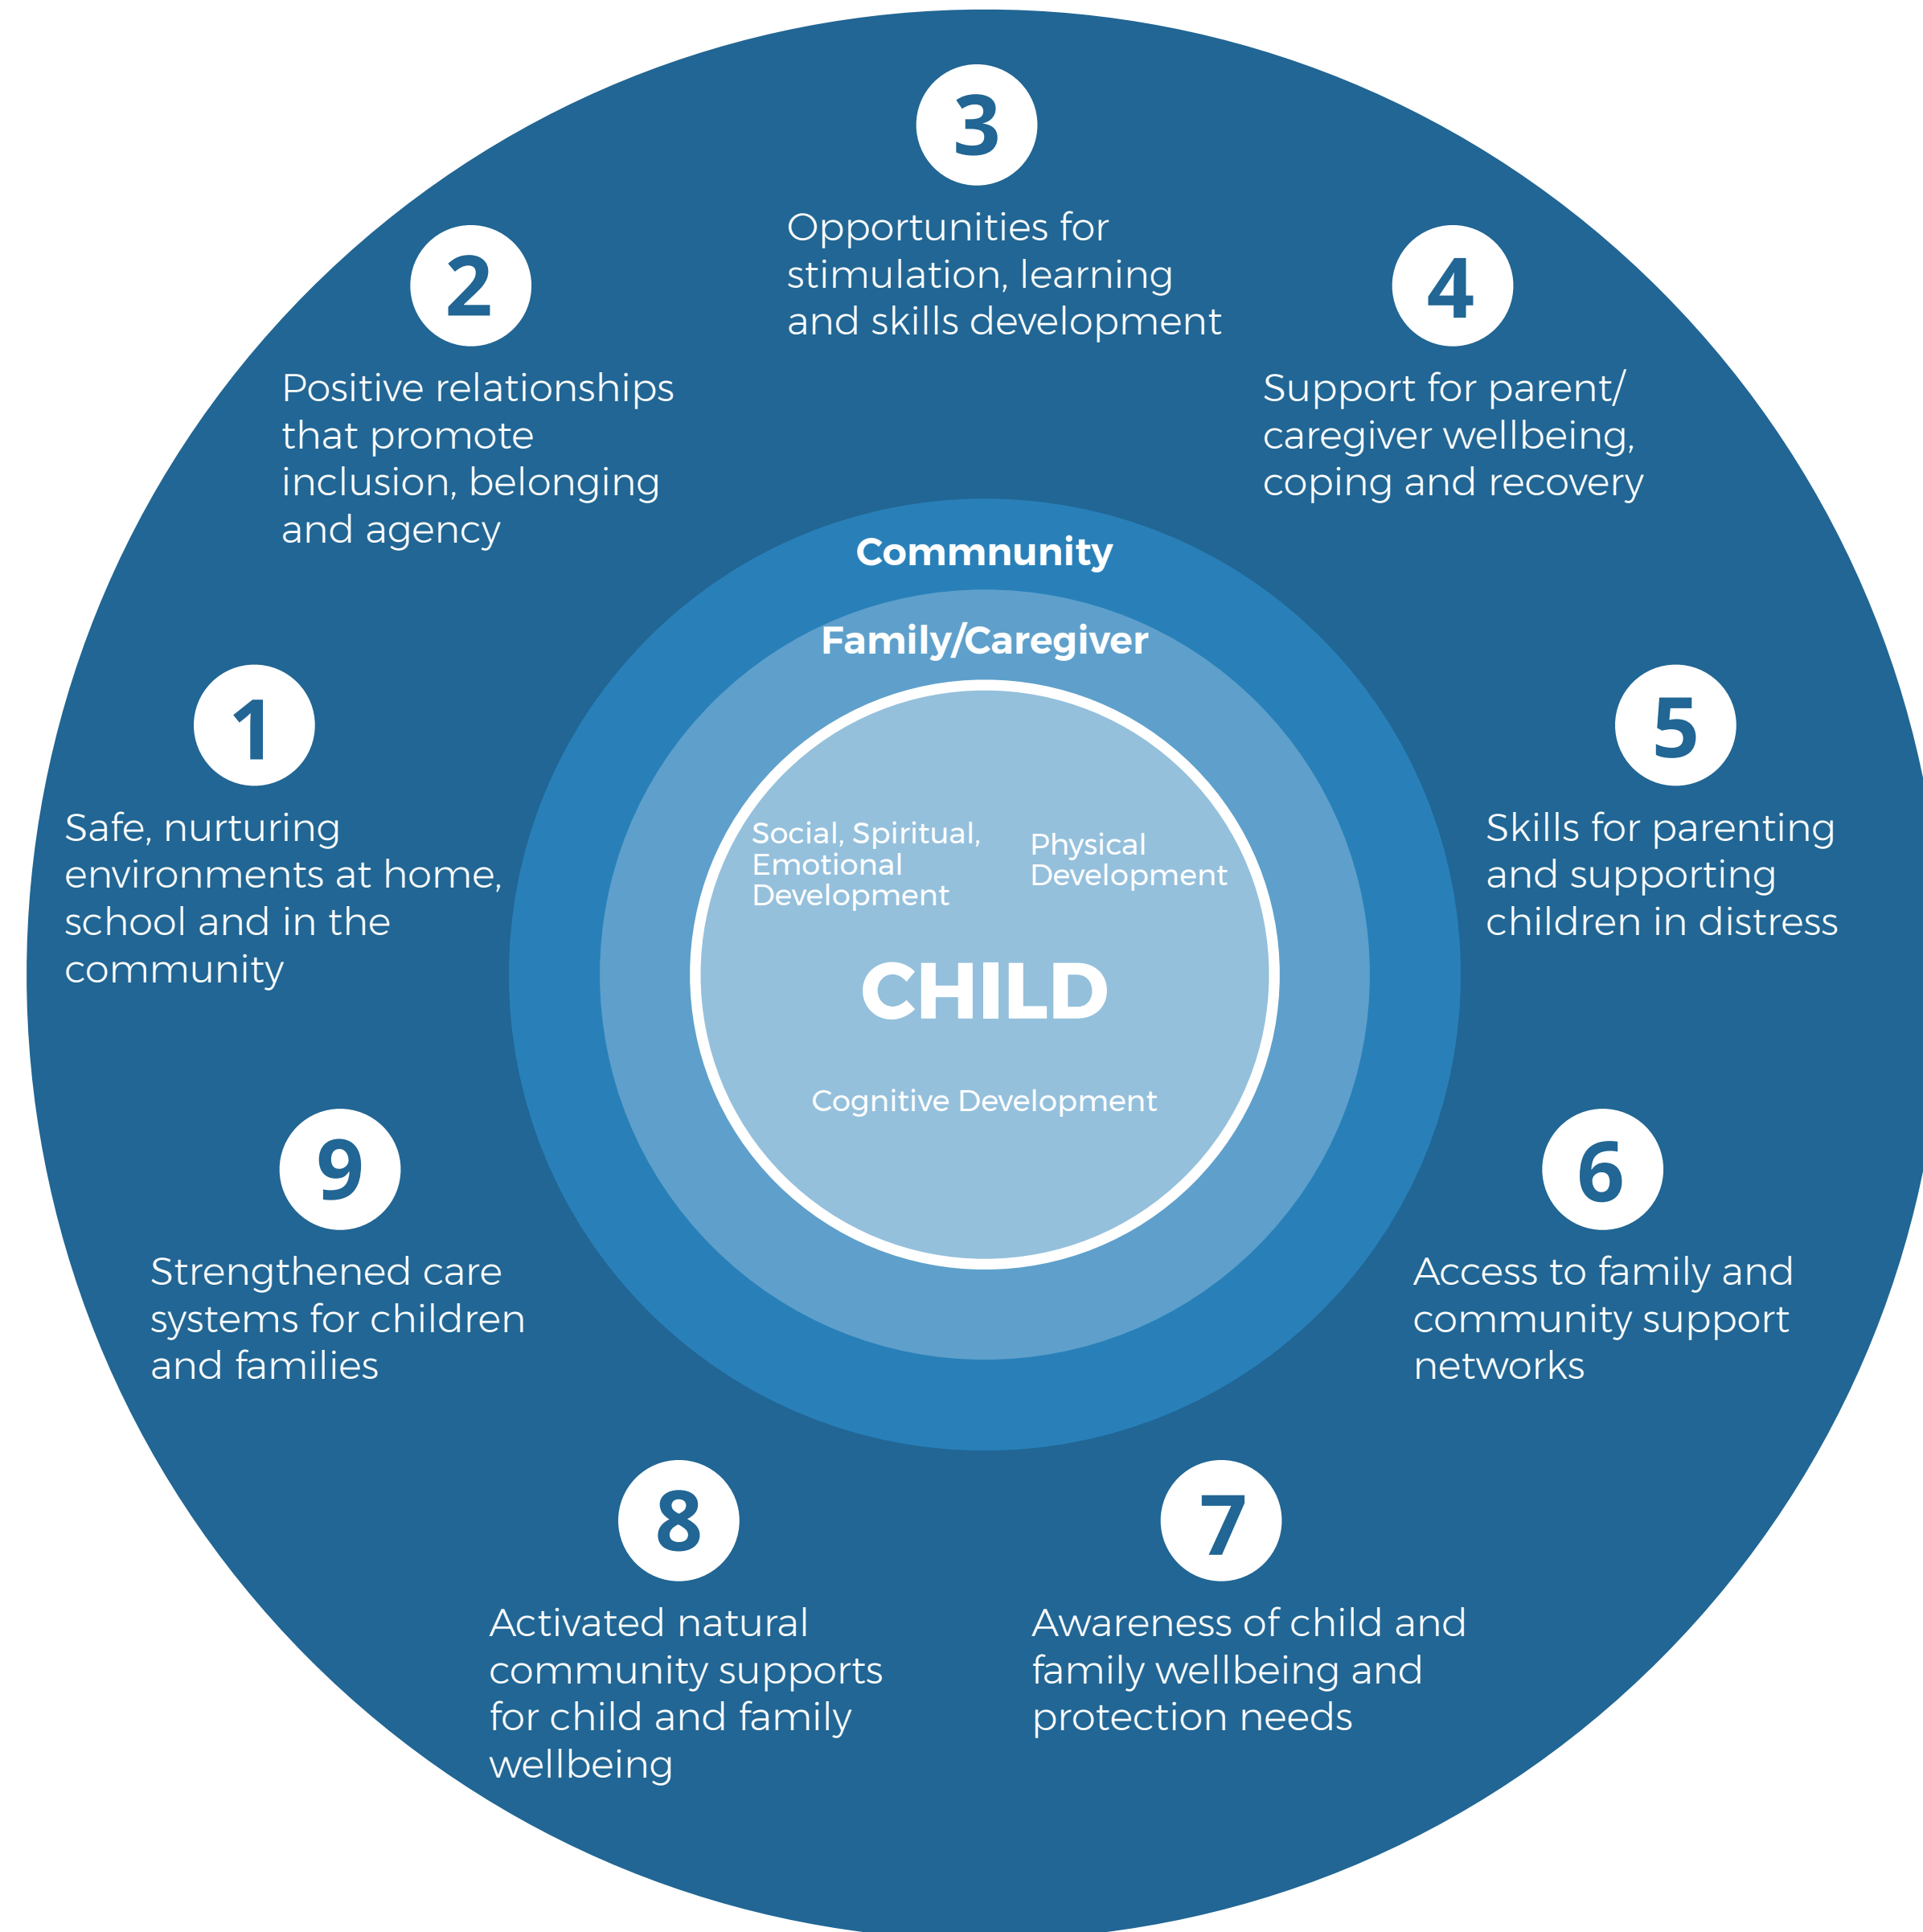 3
Opportunities for
stimulation, learning
and skills development
2
Positive relationships
that promote
inclusion, belonging
and agency
4
Support for parent/
caregiver wellbeing,
coping and recovery
Commnunity
Family/Caregiver
1
Safe, nurturing
environments at home,
school and in the
community
5
Skills for parenting
and supporting
children in distress
Social, Spiritual,
Emotional
Development
Physical
Development
CHILD
Cognitive Development
9
Strengthened care
systems for children
and families
6
Access to family and
community support
networks
8
Activated natural
community supports
for child and family
wellbeing
7
Awareness of child and
family wellbeing and
protection needs